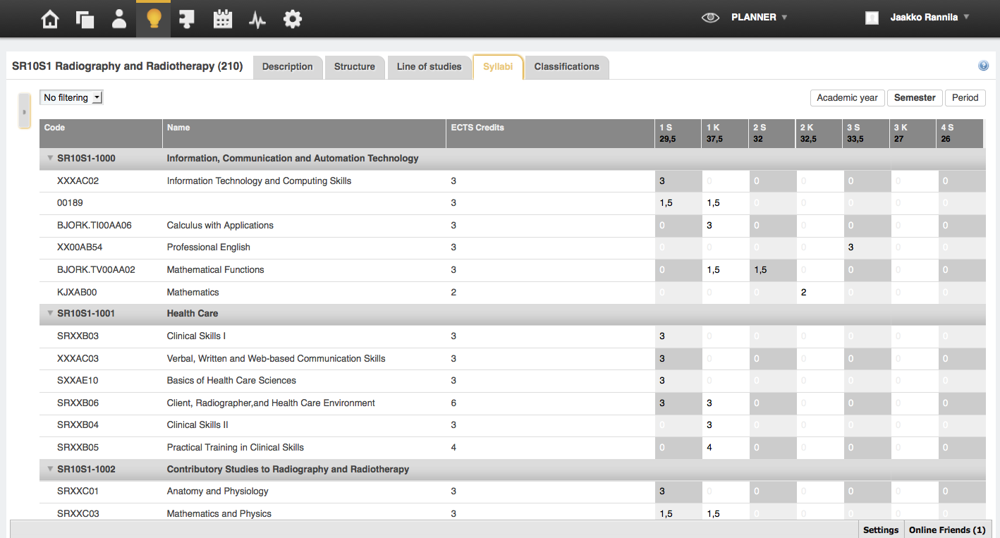 PLANNER Jaakko Rannila
SR10S1 Radiography and Radiotherapy (210) Description Structure Line of studies Syllabi Classifications ?
No filtering Academic year Semester Period
Code Name ECTS Credits 1 S 1 K 2 S 2 K 3 S 3 K 4 S
29,5 37,5 32 32,5 33,5 27 26
SR10S1-1000 Information, Communication and Automation Technology
XXXAC02 Information Technology and Computing Skills 3 3 0 0 0 0 0 0
00189 3 1,5 1,5 0 0 0 0 0
BJORK.TI00AA06 Calculus with Applications 3 0 3 0 0 0 0 0
XX00AB54 Professional English 3 0 0 0 0 3 0 0
BJORK.TV00AA02 Mathematical Functions 3 0 1,5 1,5 0 0 0 0
KJXAB00 Mathematics 2 0 0 0 2 0 0 0
SR10S1-1001 Health Care
SRXXB03 Clinical Skills I 3 3 0 0 0 0 0 0
XXXAC03 Verbal, Written and Web-based Communication Skills 3 3 0 0 0 0 0 0
SXXAE10 Basics of Health Care Sciences 3 3 0 0 0 0 0 0
SRXXB06 Client, Radiographer,and Health Care Environment 6 3 3 0 0 0 0 0
SRXXB04 Clinical Skills II 3 0 3 0 0 0 0 0
SRXXB05 Practical Training in Clinical Skills 4 0 4 0 0 0 0 0
SR10S1-1002 Contributory Studies to Radiography and Radiotherapy
SRXXC01 Anatomy and Physiology 3 3 0 0 0 0 0 0
SRXXC03 Mathematics and Physics 3 1,5 1,5 0 0 0 0 0
Settings Online Friends (1)